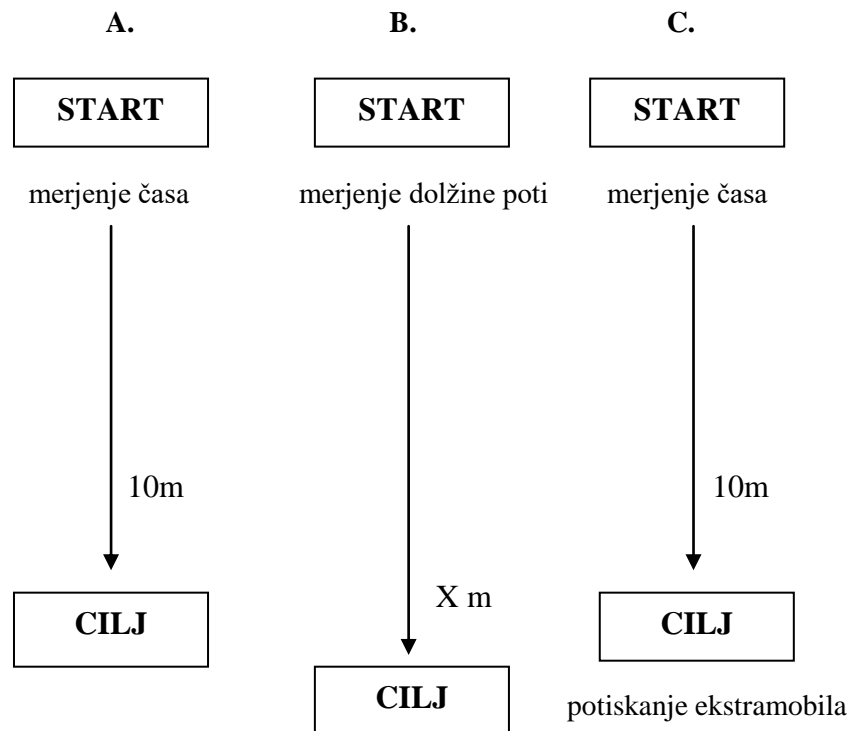 A. B. C.
START START START
merjenje časa merjenje dolžine poti merjenje časa
10m 10m
X m
CILJ CILJ
CILJ
potiskanje ekstramobila